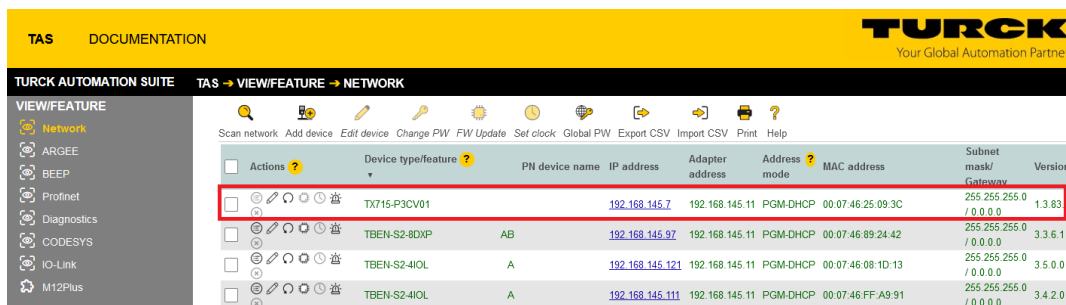 TAS DOCUMENTATION
TURCK
Your Global Automation Partne
TURCK AUTOMATION SUITE
TAS → VIEW/FEATURE → NETWORK
VIEW/FEATURE
Network
ARGEE
BEEP
Profinet
Diagnostics
CODESYS
IO-Link
M12Plus
Scan network Add device Edit device Change PW FW Update Set clock Global PW Export CSV Import CSV Print Help
Actions ? Device type/feature ? ▼ PN device name IP address Adapter address Address ? mode MAC address Subnet mask/ Gateway Version
TX715-P3CV01 192.168.145.7 192.168.145.11 PGM-DHCP 00:07:46:25:09:3C 255.255.255.0 / 0.0.0.0 1.3.83.
TBEN-S2-8DXP AB 192.168.145.97 192.168.145.11 PGM-DHCP 00:07:46:89:24:42 255.255.255.0 / 0.0.0.0 3.3.6.1
TBEN-S2-4IOL A 192.168.145.121 192.168.145.11 PGM-DHCP 00:07:46:08:1D:13 255.255.255.0 / 0.0.0.0 3.5.0.0
TBEN-S2-4IOL A 192.168.145.111 192.168.145.11 PGM-DHCP 00:07:46:FF:A9:91 255.255.255.0 / 0.0.0.0 3.4.2.0